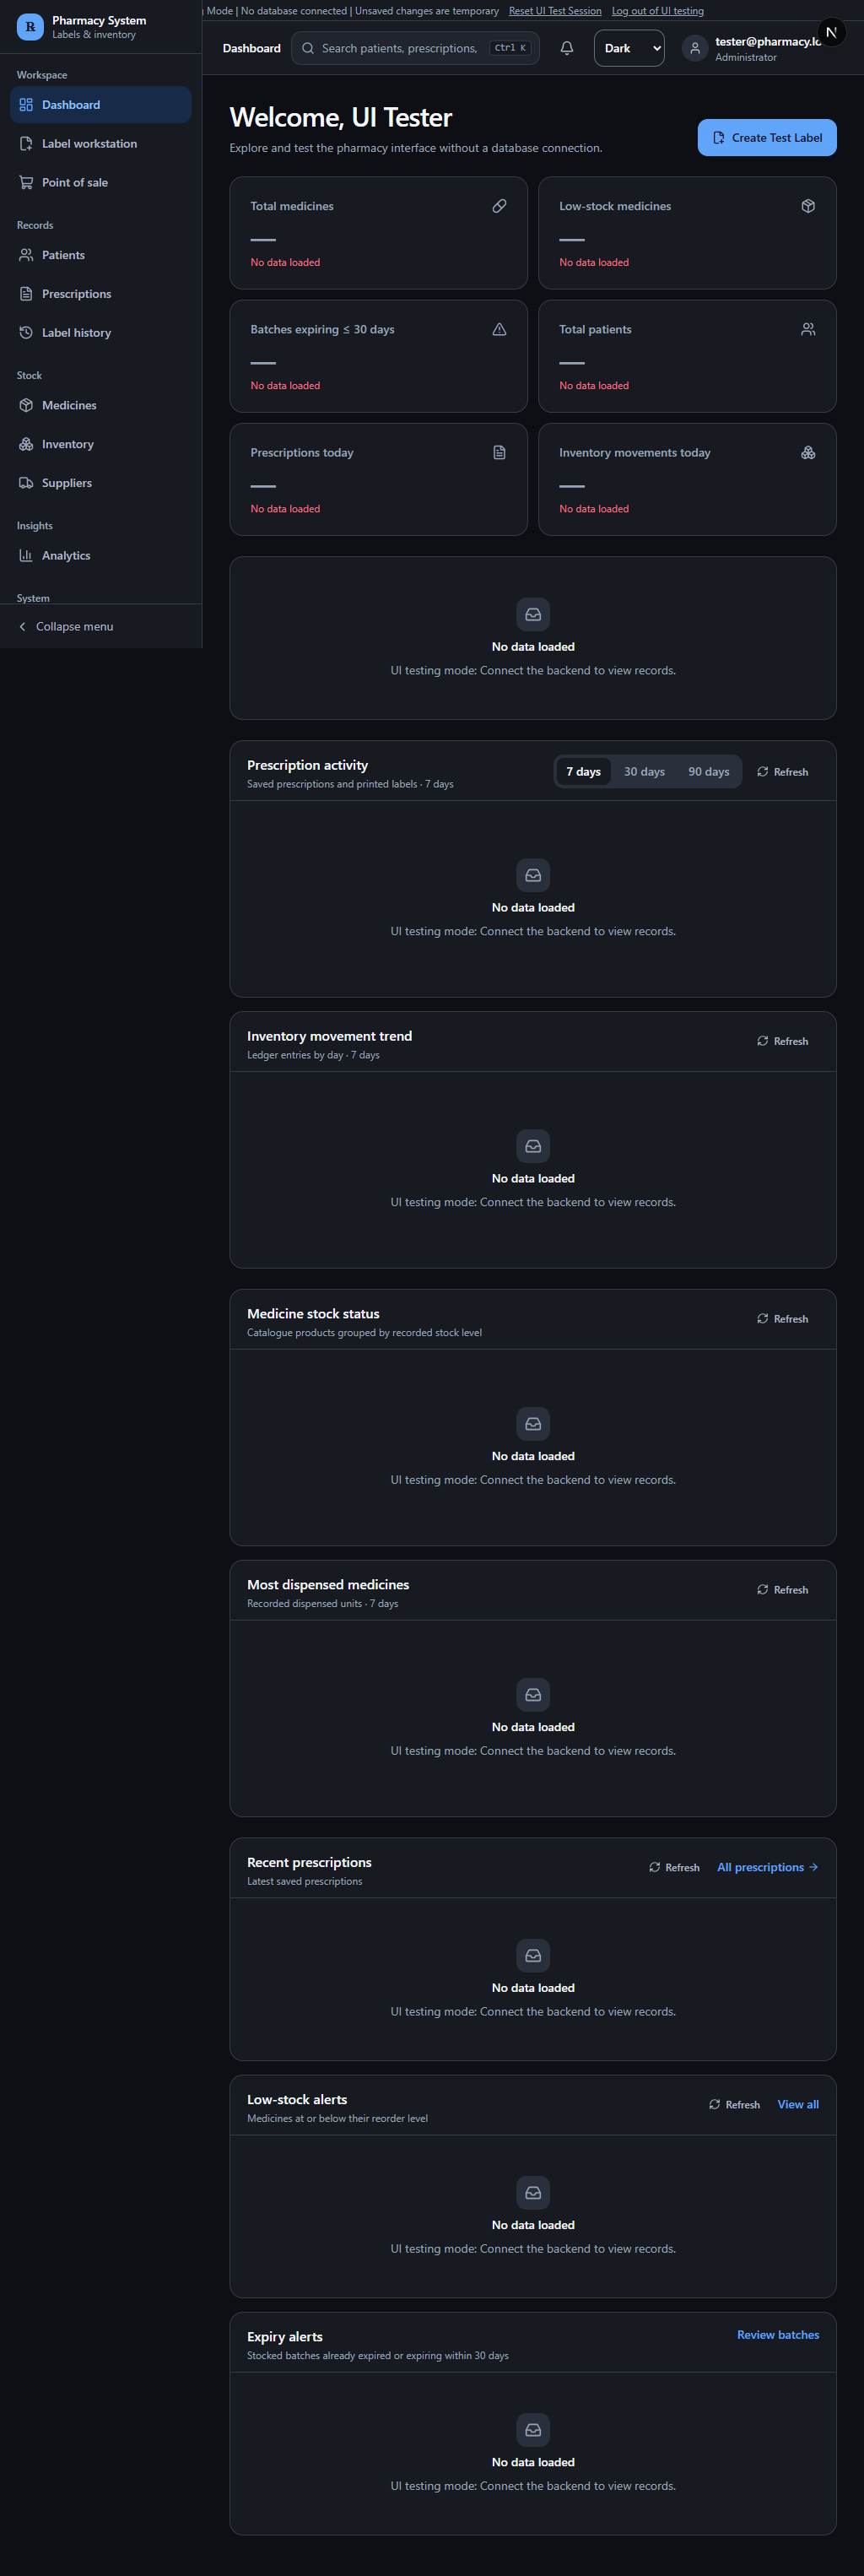 Mode | No database connected | Unsaved changes are temporary Reset UI Test Session Log out of UI testing
℞ Pharmacy System
Labels & inventory
Dashboard Search patients, prescriptions, Ctrl K Dark tester@pharmacy.lo
Administrator
Workspace
Dashboard
Label workstation
Point of sale
Records
Patients
Prescriptions
Label history
Stock
Medicines
Inventory
Suppliers
Insights
Analytics
System
Collapse menu
Welcome, UI Tester
Explore and test the pharmacy interface without a database connection.
Create Test Label
Total medicines
—
No data loaded
Low-stock medicines
—
No data loaded
Batches expiring ≤ 30 days
—
No data loaded
Total patients
—
No data loaded
Prescriptions today
—
No data loaded
Inventory movements today
—
No data loaded
No data loaded
UI testing mode: Connect the backend to view records.
Prescription activity
Saved prescriptions and printed labels · 7 days
7 days 30 days 90 days Refresh
No data loaded
UI testing mode: Connect the backend to view records.
Inventory movement trend
Ledger entries by day · 7 days
Refresh
No data loaded
UI testing mode: Connect the backend to view records.
Medicine stock status
Catalogue products grouped by recorded stock level
Refresh
No data loaded
UI testing mode: Connect the backend to view records.
Most dispensed medicines
Recorded dispensed units · 7 days
Refresh
No data loaded
UI testing mode: Connect the backend to view records.
Recent prescriptions
Latest saved prescriptions
Refresh All prescriptions →
No data loaded
UI testing mode: Connect the backend to view records.
Low-stock alerts
Medicines at or below their reorder level
Refresh View all
No data loaded
UI testing mode: Connect the backend to view records.
Expiry alerts
Stocked batches already expired or expiring within 30 days
Review batches
No data loaded
UI testing mode: Connect the backend to view records.